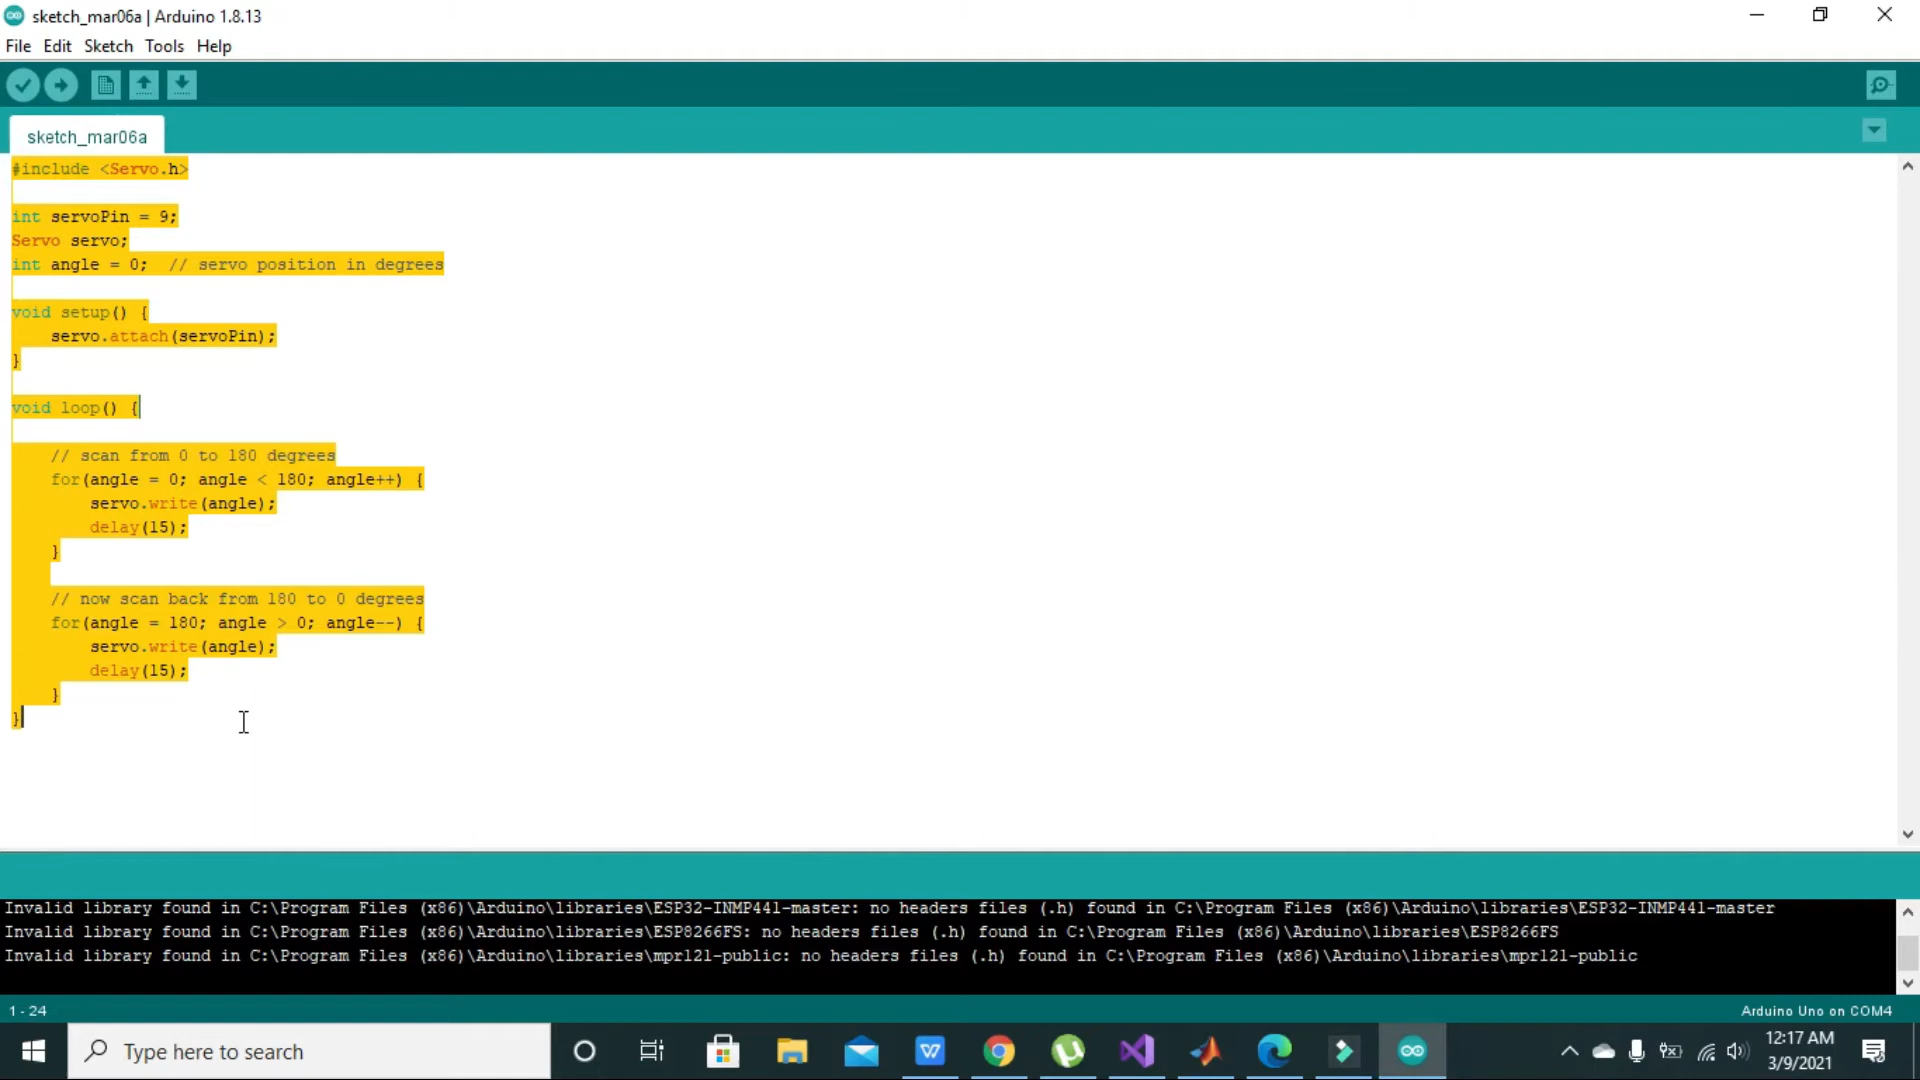 sketch_mar06a | Arduino 1.8.13
File Edit Sketch Tools Help
sketch_mar06a
#include <Servo.h>
int servoPin = 9;
Servo servo;
int angle = 0;  // servo position in degrees
void setup() {
    servo.attach(servoPin);
}
void loop() {
    // scan from 0 to 180 degrees
    for(angle = 0; angle < 180; angle++) {
        servo.write(angle);
        delay(15);
    }
    // now scan back from 180 to 0 degrees
    for(angle = 180; angle > 0; angle--) {
        servo.write(angle);
        delay(15);
    }
}
Invalid library found in C:\Program Files (x86)\Arduino\libraries\ESP32-INMP441-master: no headers files (.h) found in C:\Program Files (x86)\Arduino\libraries\ESP32-INMP441-master
Invalid library found in C:\Program Files (x86)\Arduino\libraries\ESP8266FS: no headers files (.h) found in C:\Program Files (x86)\Arduino\libraries\ESP8266FS
Invalid library found in C:\Program Files (x86)\Arduino\libraries\mpr121-public: no headers files (.h) found in C:\Program Files (x86)\Arduino\libraries\mpr121-public
1 - 24
Arduino Uno on COM4
Type here to search
12:17 AM
3/9/2021